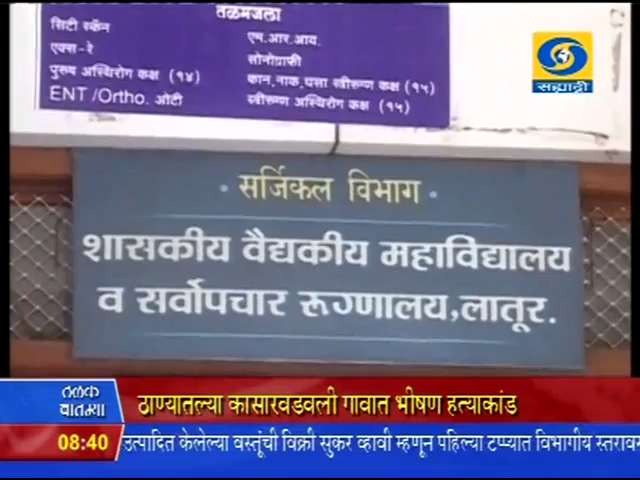 तळमजला
सिटी स्कॅन
एम.आर.आय.
एक्स-रे
सोनोग्राफी
पुरुष अस्थिरोग कक्ष (१४)
कान,नाक,घसा स्त्रीरुग्ण कक्ष (१५)
ENT /Ortho. ओटी
स्त्रीरुग्ण अस्थिरोग कक्ष (१५)
सह्याद्री
· सर्जिकल विभाग ·
शासकीय वैद्यकीय महाविद्यालय
व सर्वोपचार रुग्णालय,लातूर.
ठळक
बातम्या
ठाण्यातल्या कासारवडवली गावात भीषण हत्याकांड
08:40
उत्पादित केलेल्या वस्तूंची विक्री सुकर व्हावी म्हणून पहिल्या टप्प्यात विभागीय स्तराव